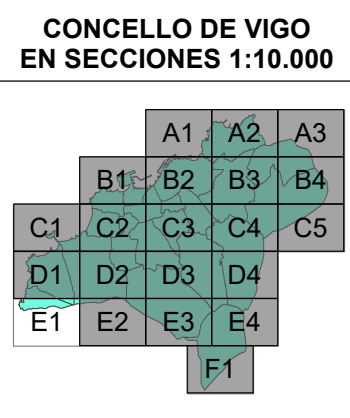 CONCELLO DE VIGO
EN SECCIONES 1:10.000
A1 A2 A3
B1 B2 B3 B4
C1 C2 C3 C4 C5
D1 D2 D3 D4
E1 E2 E3 E4
F1